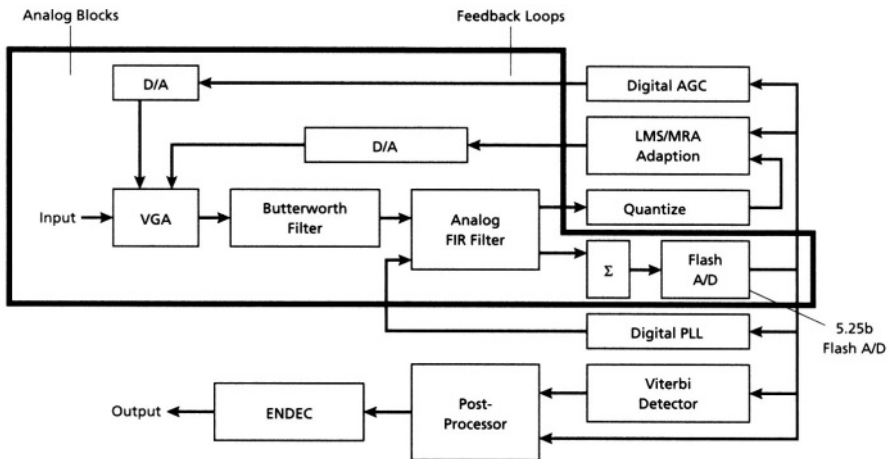 Analog Blocks
Feedback Loops
D/A
Digital AGC
D/A
LMS/MRA
Adaption
Input
VGA
Butterworth
Filter
Analog
FIR Filter
Quantize
Σ
Flash
A/D
Digital PLL
5.25b
Flash A/D
Output
ENDEC
Post-
Processor
Viterbi
Detector